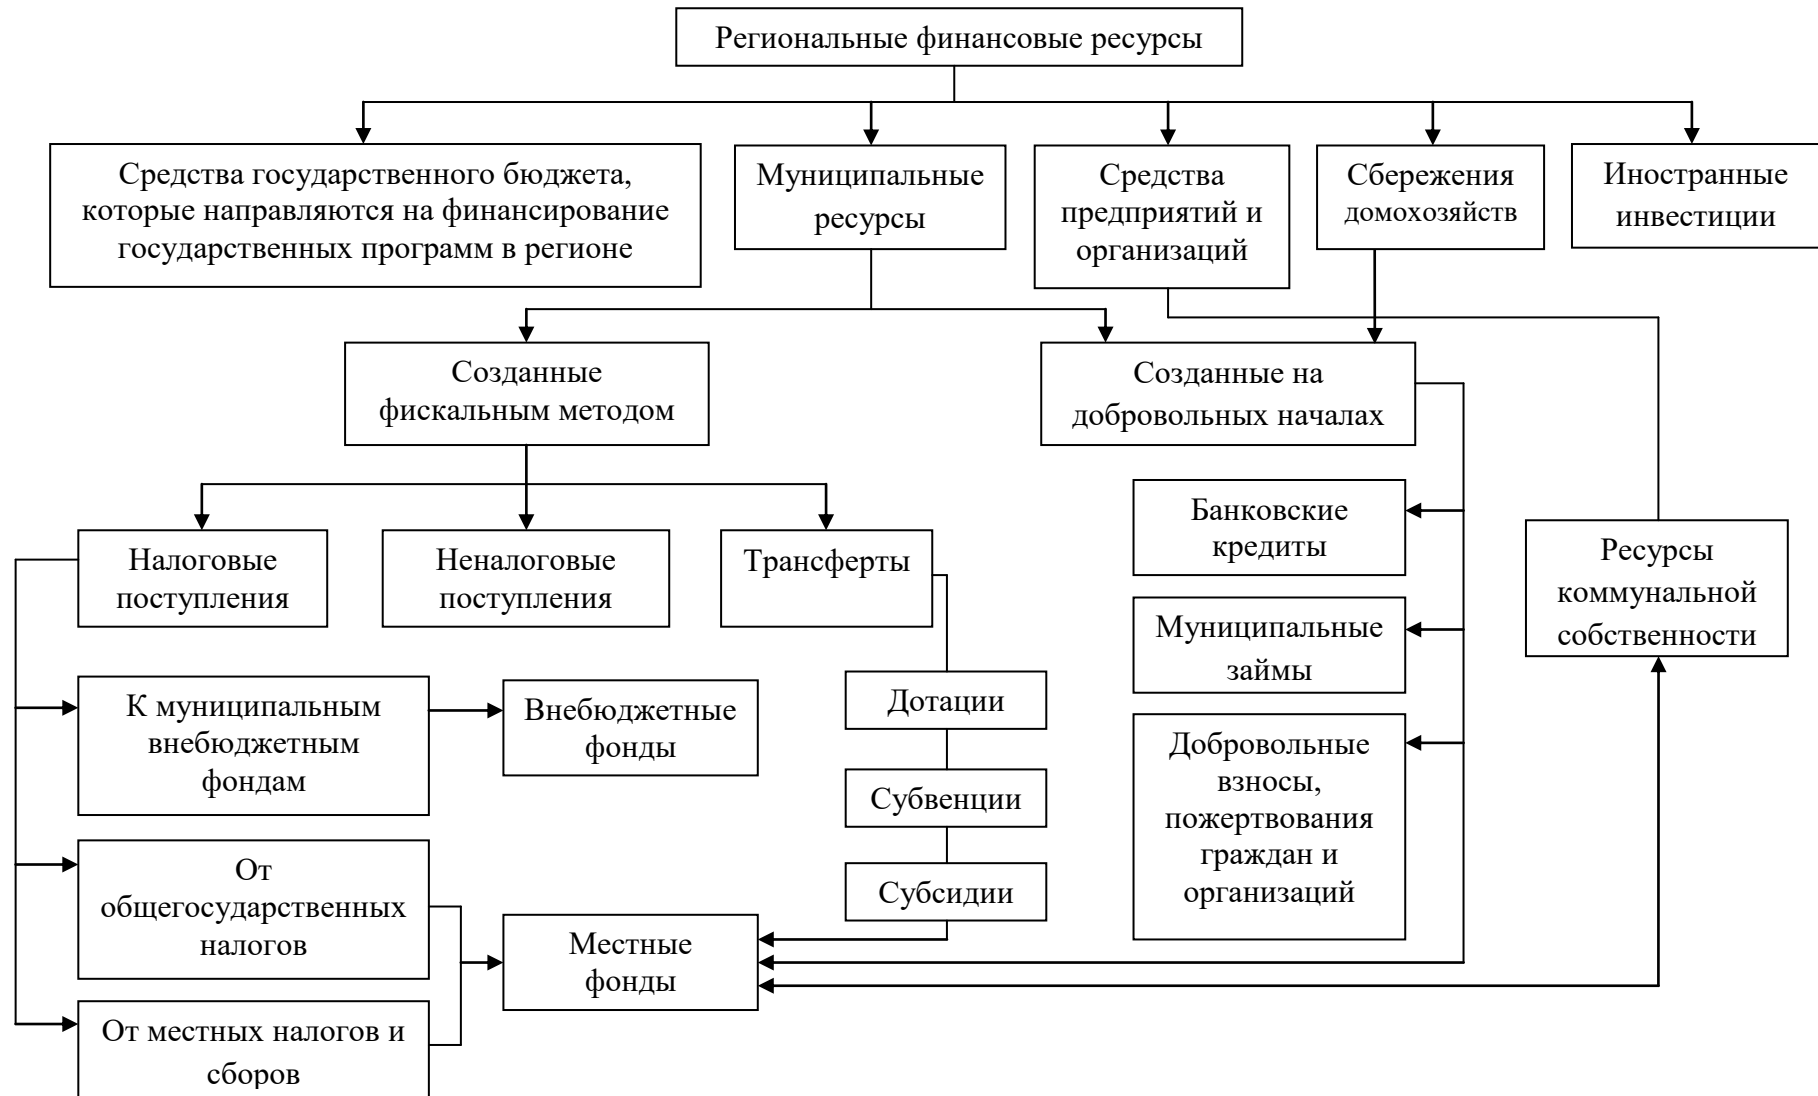 Региональные финансовые ресурсы
Средства государственного бюджета,
которые направляются на финансирование
государственных программ в регионе
Муниципальные
ресурсы
Средства
предприятий и
организаций
Сбережения
домохозяйств
Иностранные
инвестиции
Созданные
фискальным методом
Созданные на
добровольных началах
Налоговые
поступления
Неналоговые
поступления
Трансферты
Банковские
кредиты
Ресурсы
коммунальной
собственности
Муниципальные
займы
К муниципальным
внебюджетным
фондам
Внебюджетные
фонды
Дотации
Субвенции
Субсидии
Добровольные
взносы,
пожертвования
граждан и
организаций
От
общегосударственных
налогов
Местные
фонды
От местных налогов и
сборов